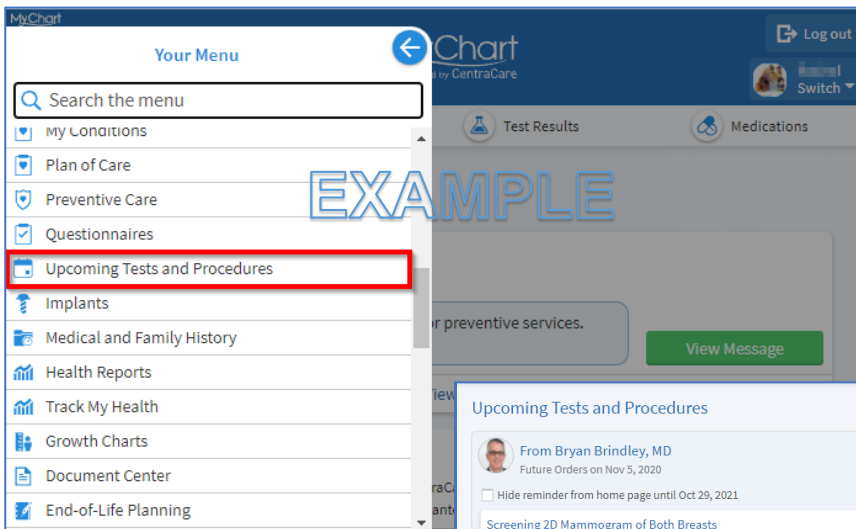 MyChart
Your Menu
Search the menu
My Conditions
Plan of Care
Preventive Care
Questionnaires
Upcoming Tests and Procedures
Implants
Medical and Family History
Health Reports
Track My Health
Growth Charts
Document Center
End-of-Life Planning
Chart
by CentraCare
Log out
Switch
Test Results
Medications
EXAMPLE
preventive services.
View Message
Upcoming Tests and Procedures
From Bryan Brindley, MD
Future Orders on Nov 5, 2020
Hide reminder from home page until Oct 29, 2021
Screening 2D Mammogram of Both Breasts